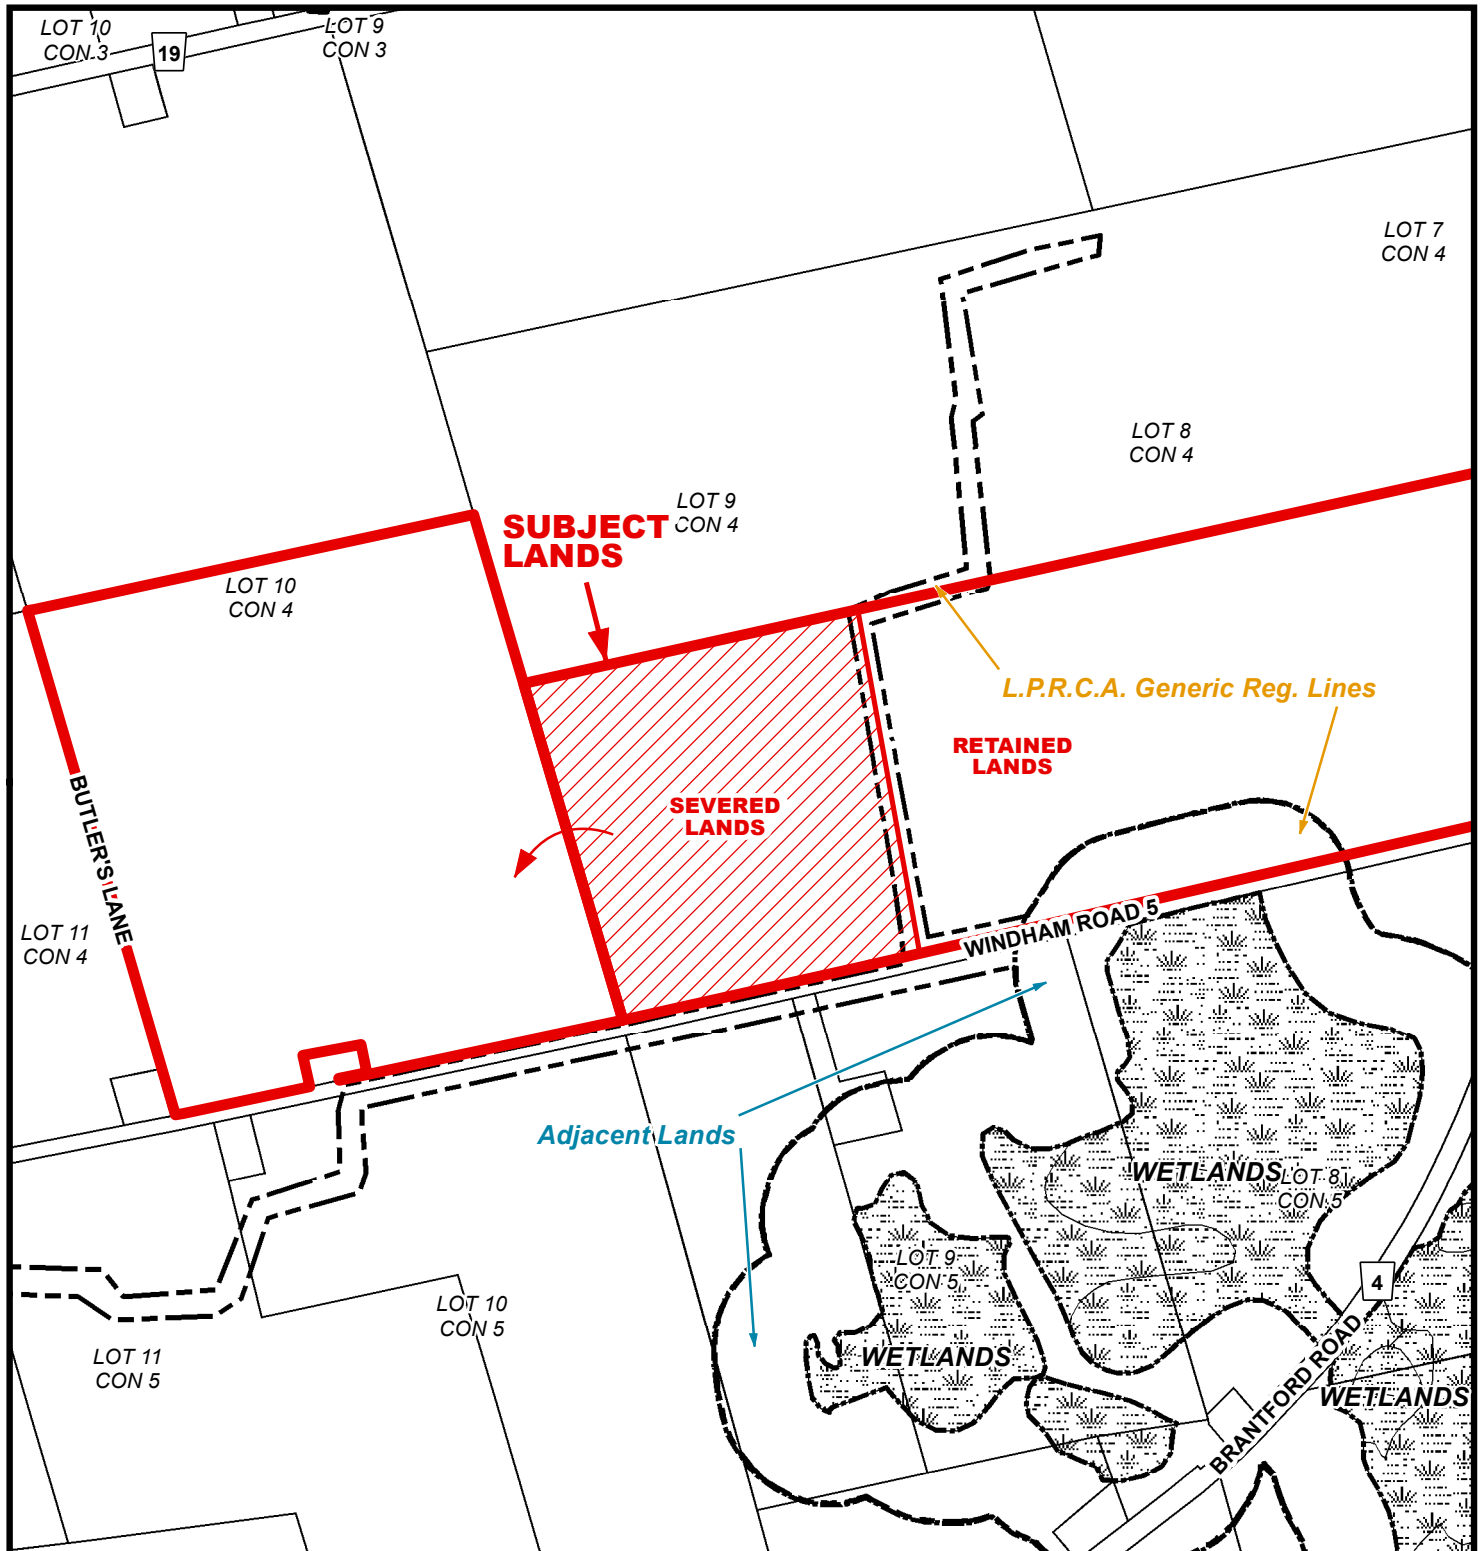 LOT 10
CON 3
19
LOT 9
CON 3
LOT 7
CON 4
LOT 8
CON 4
LOT 9
CON 4
SUBJECT
LANDS
LOT 10
CON 4
L.P.R.C.A. Generic Reg. Lines
RETAINED
LANDS
SEVERED
LANDS
BUTLER'S LANE
LOT 11
CON 4
WINDHAM ROAD 5
Adjacent Lands
WETLANDS
LOT 8
CON 5
LOT 9
CON 5
4
LOT 10
CON 5
LOT 11
CON 5
WETLANDS
BRANTFORD ROAD
WETLANDS